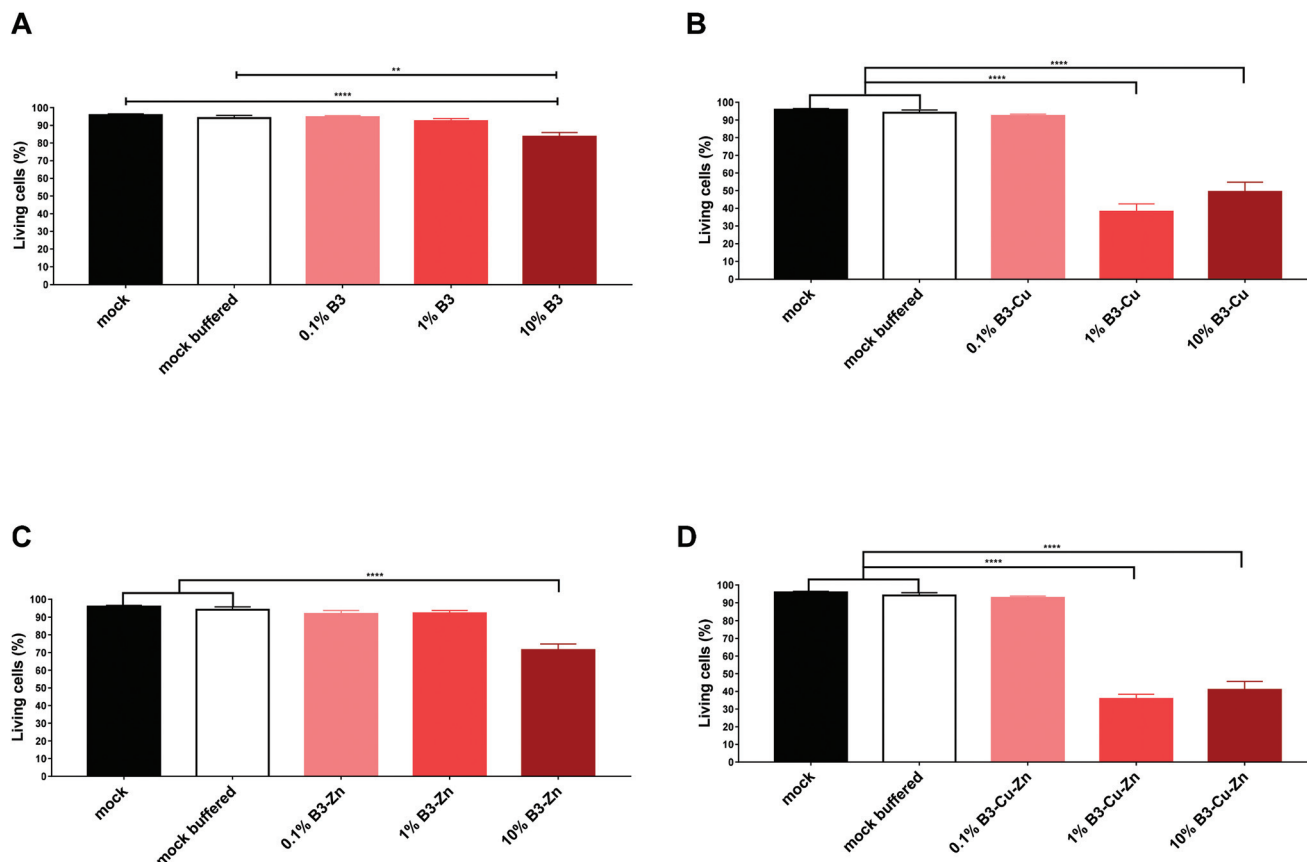 A
**
****
100
90
80
70
60
50
40
30
20
10
0
Living cells (%)
mock
mock buffered
0.1% B3
1% B3
10% B3
B
****
****
100
90
80
70
60
50
40
30
20
10
0
Living cells (%)
mock
mock buffered
0.1% B3-Cu
1% B3-Cu
10% B3-Cu
C
****
100
90
80
70
60
50
40
30
20
10
0
Living cells (%)
mock
mock buffered
0.1% B3-Zn
1% B3-Zn
10% B3-Zn
D
****
****
100
90
80
70
60
50
40
30
20
10
0
Living cells (%)
mock
mock buffered
0.1% B3-Cu-Zn
1% B3-Cu-Zn
10% B3-Cu-Zn